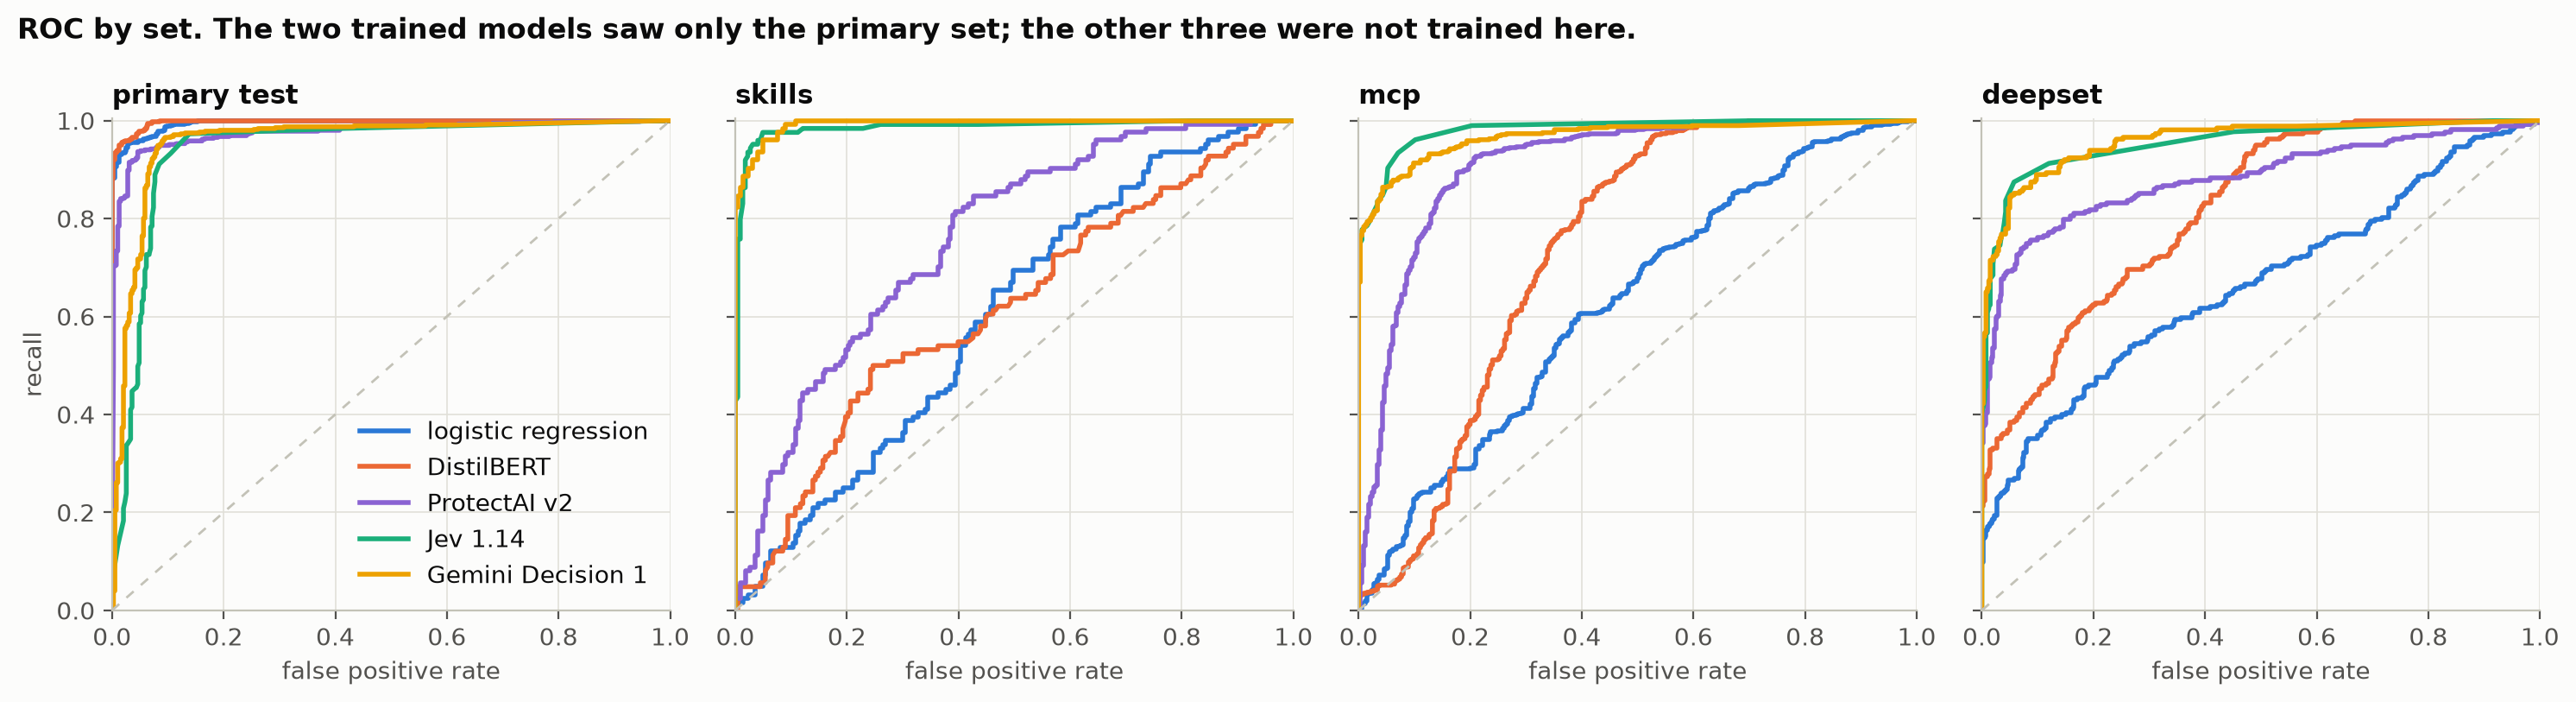 ROC by set. The two trained models saw only the primary set; the other three were not trained here.
primary test
skills
mcp
deepset
recall
1.0
0.8
0.6
0.4
0.2
0.0
logistic regression
DistilBERT
ProtectAI v2
Jev 1.14
Gemini Decision 1
0.0 0.2 0.4 0.6 0.8 1.0
0.0 0.2 0.4 0.6 0.8 1.0
0.0 0.2 0.4 0.6 0.8 1.0
0.0 0.2 0.4 0.6 0.8 1.0
false positive rate
false positive rate
false positive rate
false positive rate